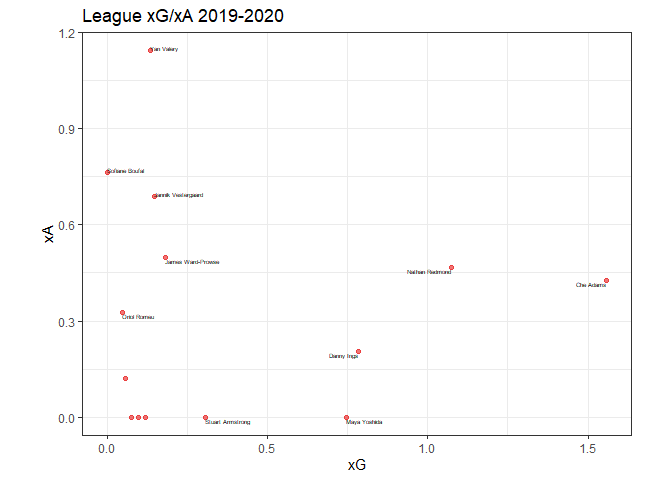 League xG/xA 2019-2020
1.2
Yan Valery
0.9
Sofiane Boufal
Jannik Vestergaard
0.6
xA
James Ward-Prowse
Nathan Redmond
Che Adams
Oriol Romeu
0.3
Danny Ings
0.0
Stuart Armstrong
Maya Yoshida
0.0
0.5
1.0
1.5
xG